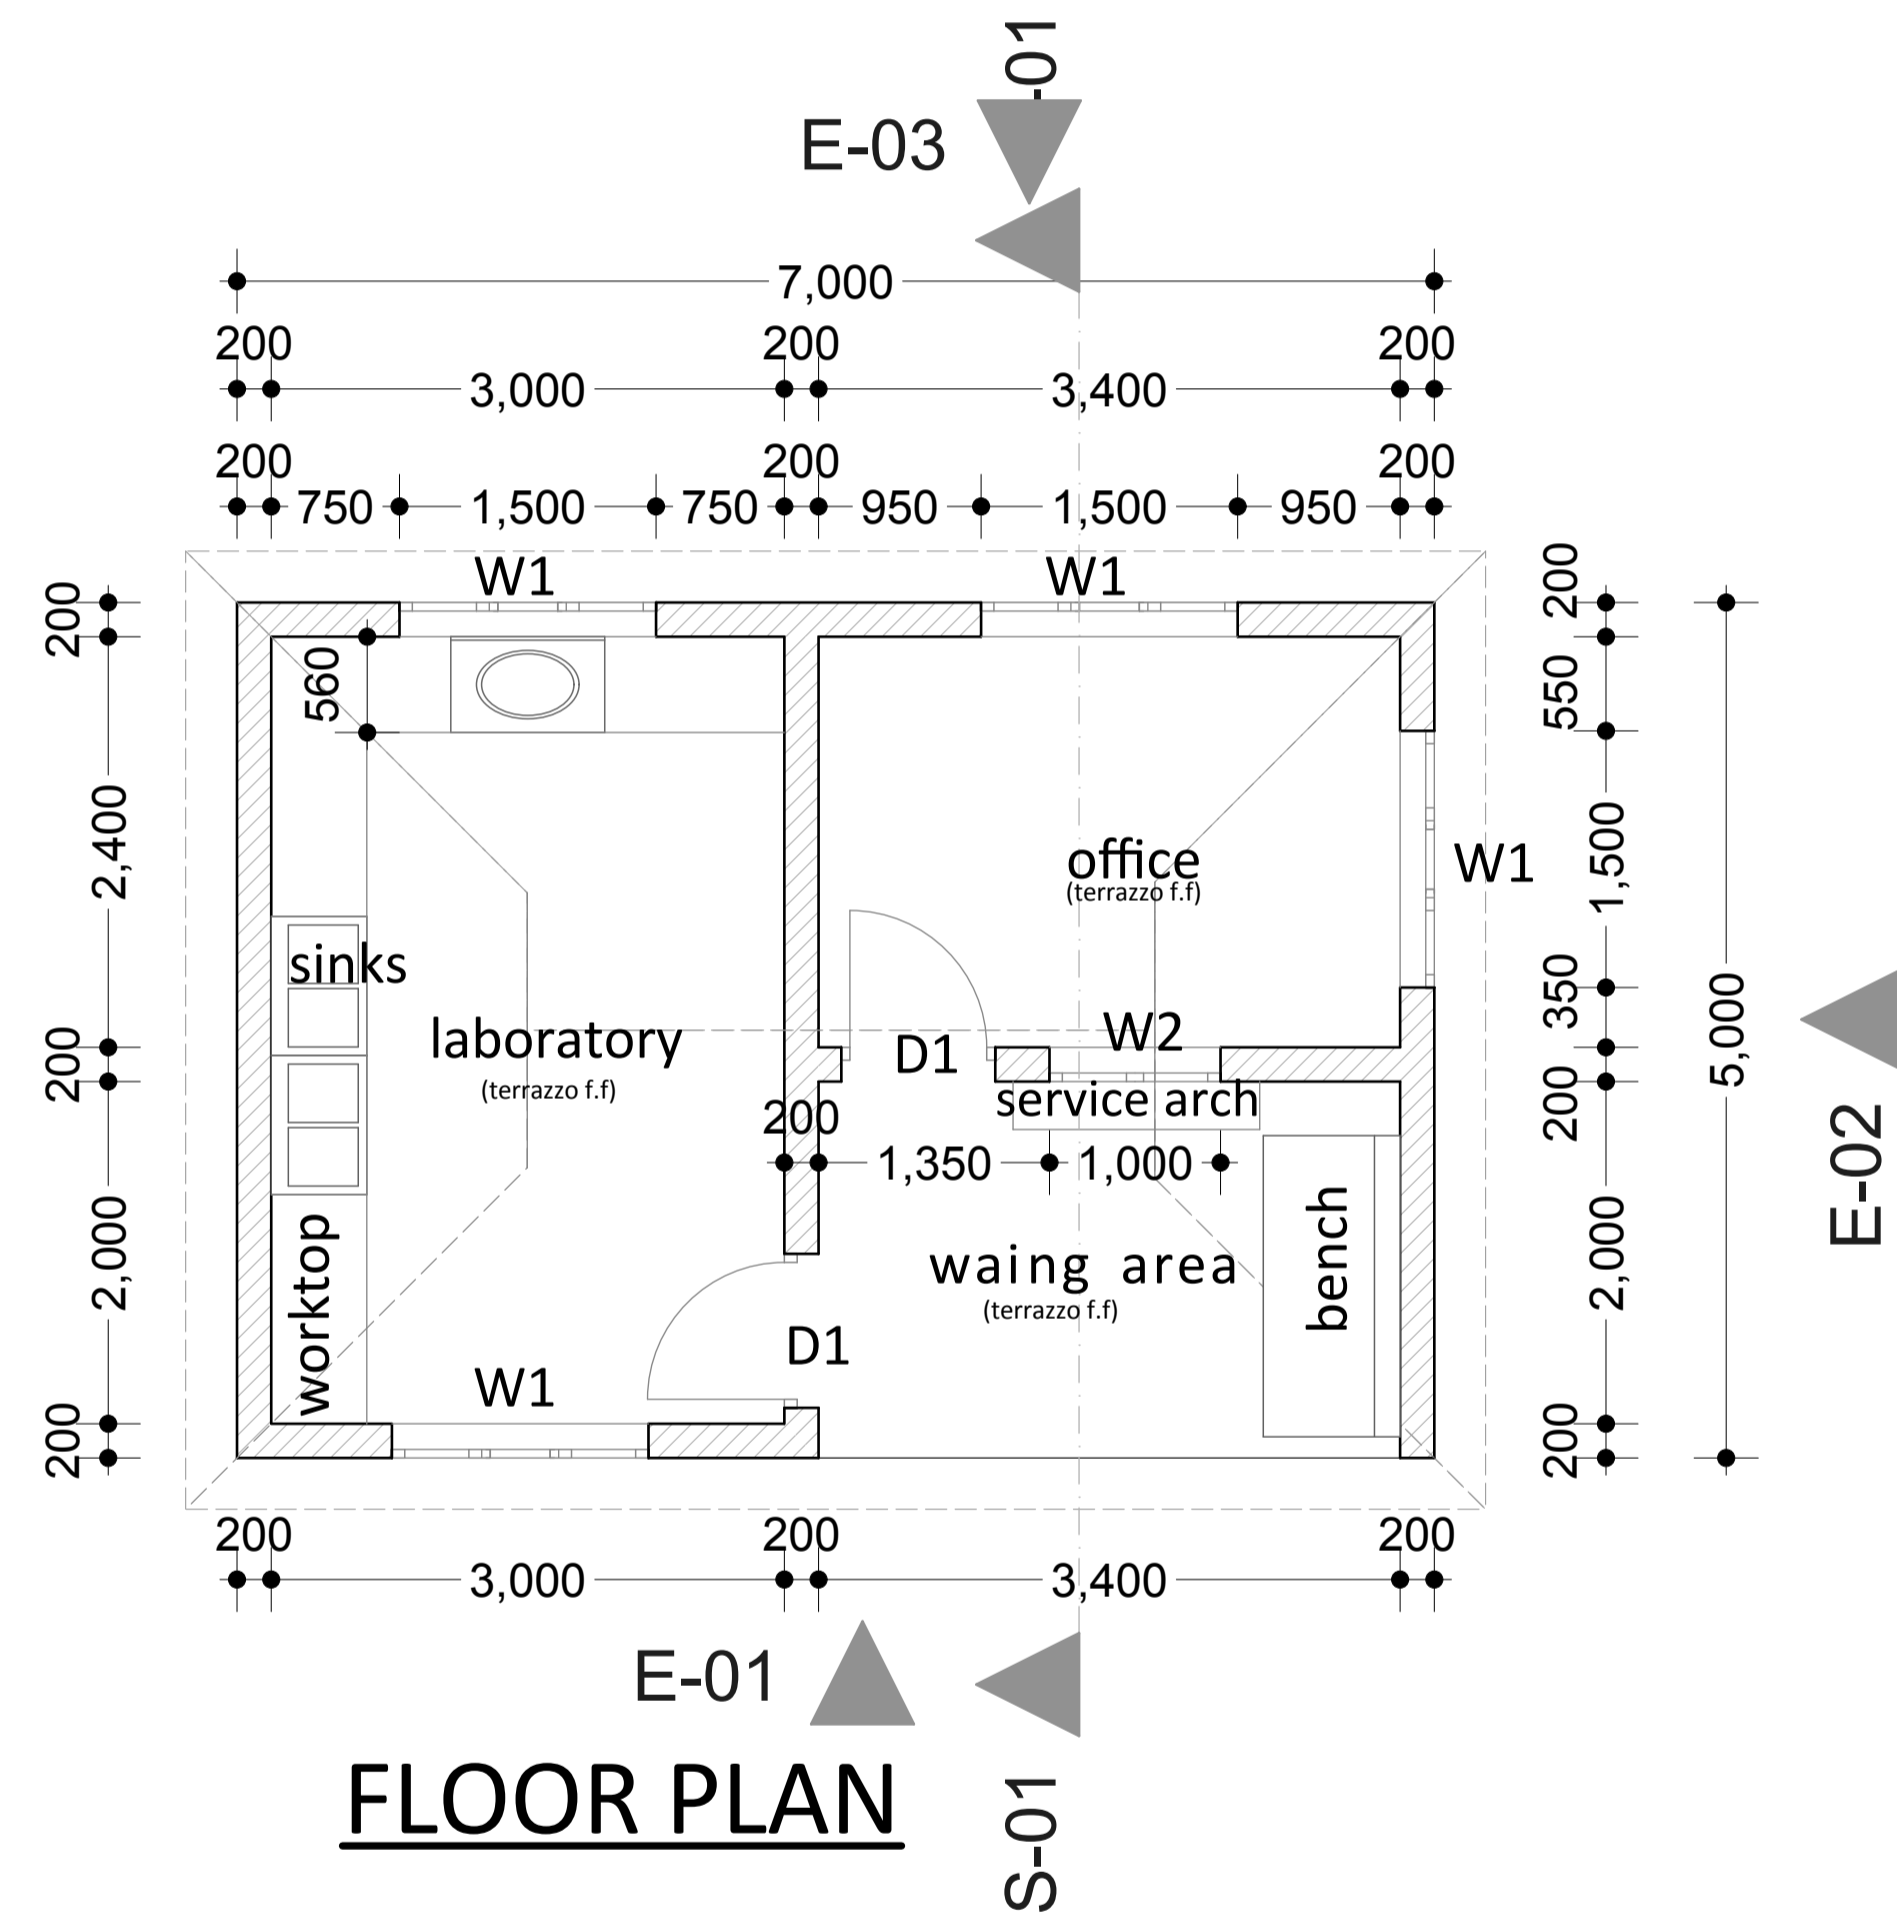 -01
E-03
7,000
200 200 200
3,000 3,400
200 200 200
750 1,500 750 950 1,500 950
W1 W1
200
200
560
550
2,400
1,500
office
W1
(terrazzo f.f)
sinks
350
5,000
laboratory
D1
W2
200
(terrazzo f.f)
service arch
200
200
1,350 1,000
E-02
worktop
bench
2,000
2,000
waing area
(terrazzo f.f)
D1
W1
200
200
200 200 200
3,000 3,400
E-01
FLOOR PLAN
S-01